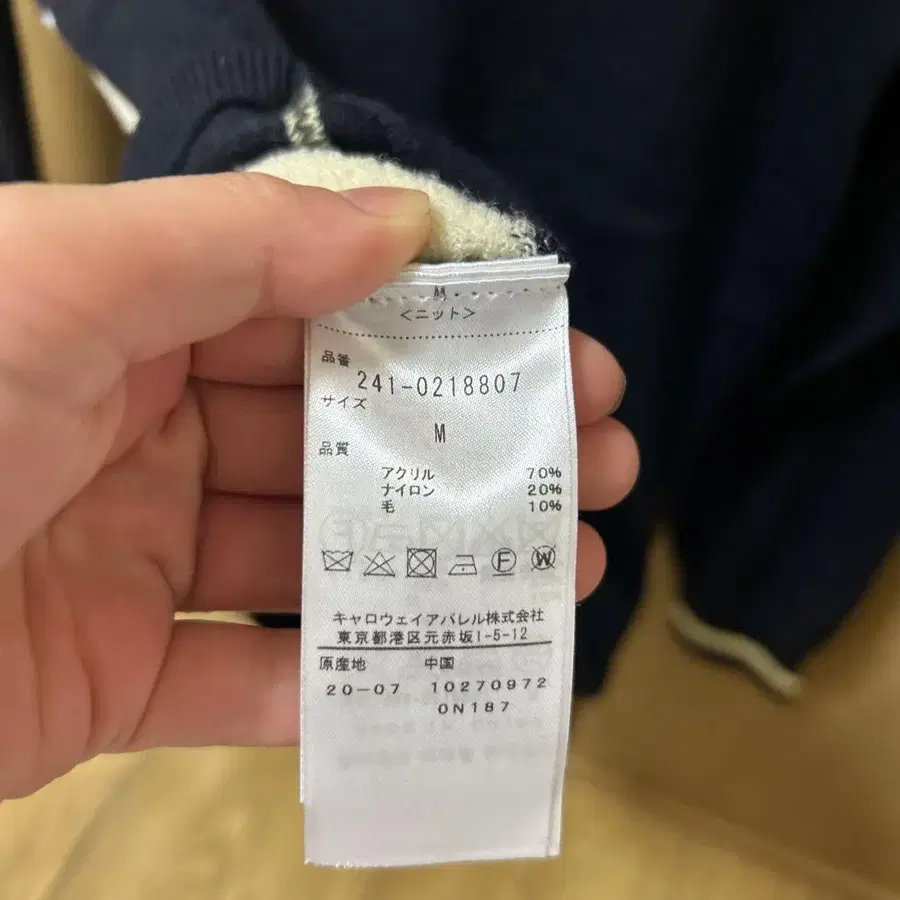 M
<ニット>
品番
241-0218807
サイズ
M
品質
アクリル 70%
ナイロン 20%
毛 10%
F W
キャロウェイアパレル株式会社
東京都港区元赤坂1-5-12
原産地 中国
20-07 10270972
0N187